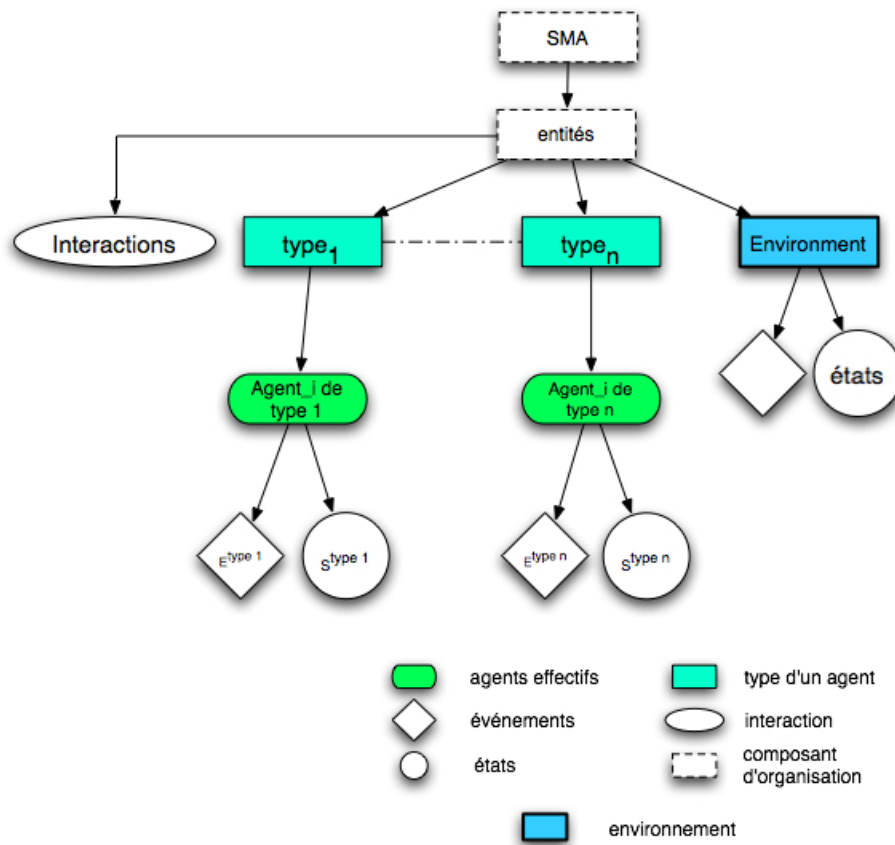 SMA
entités
Interactions
type1
typen
Environment
états
Agent_i de
type 1
Agent_i de
type n
Etype 1
Stype 1
Etype n
Stype n
agents effectifs
type d'un agent
événements
interaction
états
composant
d'organisation
environnement